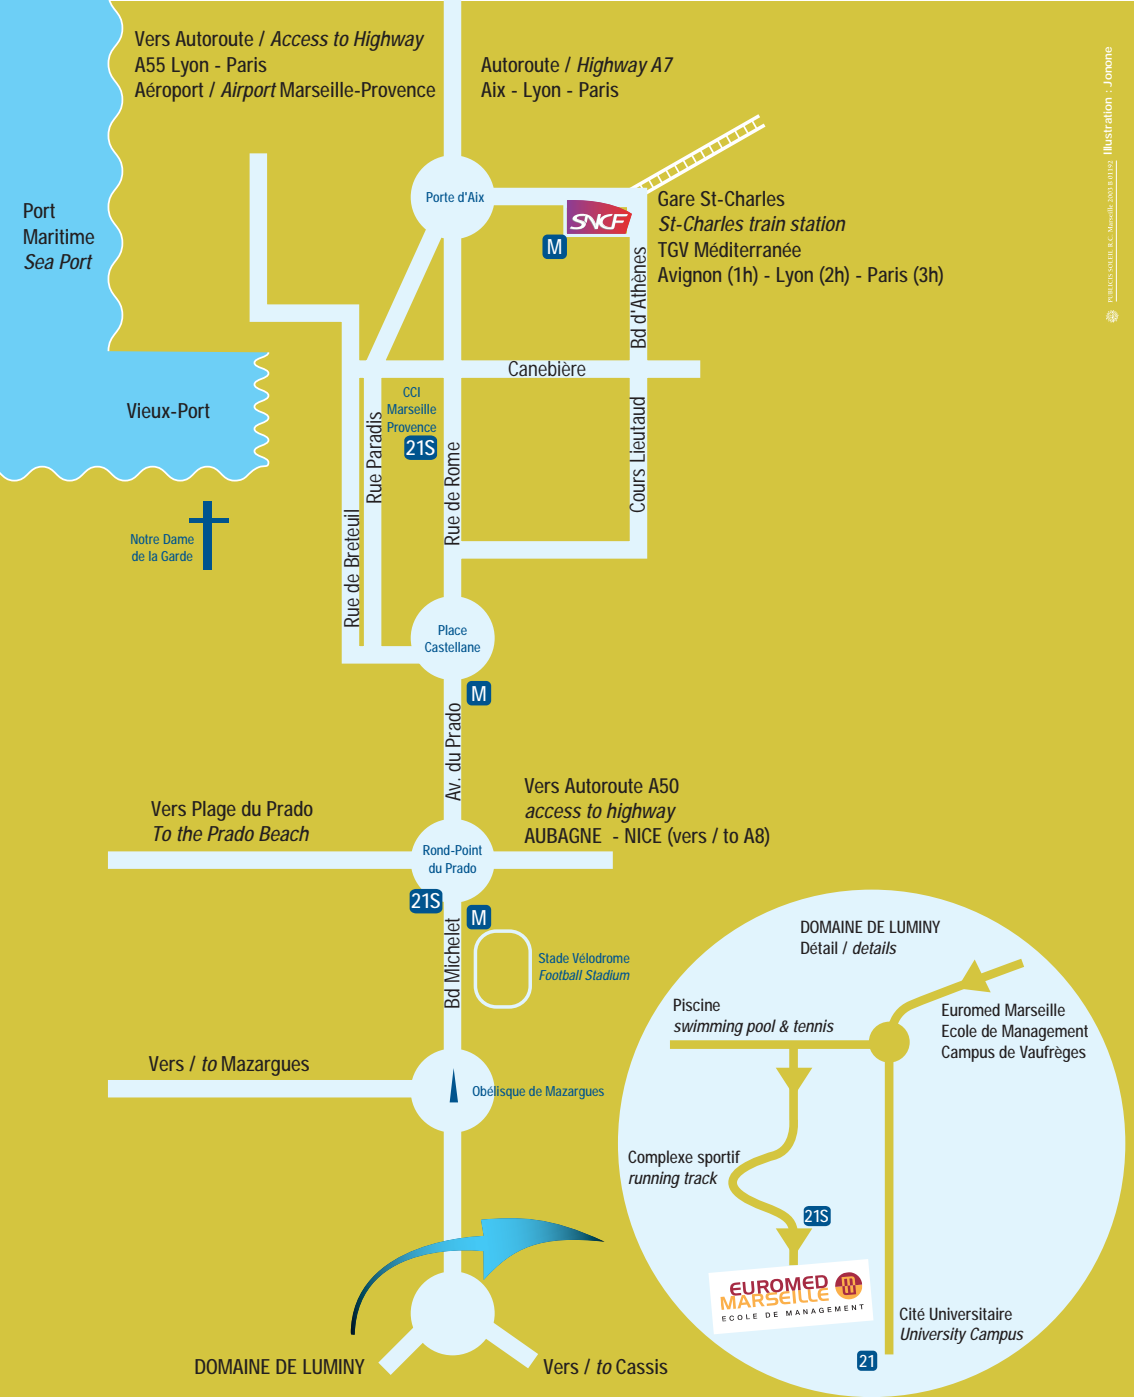 Vers Autoroute / Access to Highway
A55 Lyon - Paris
Aéroport / Airport Marseille-Provence
Autoroute / Highway A7
Aix - Lyon - Paris
Illustration : Jonone
PUBLICIS SOLEIL R.C. Marseille 2003 B 01192
Port
Maritime
Sea Port
Porte d'Aix
SNCF
M
Gare St-Charles
St-Charles train station
TGV Méditerranée
Avignon (1h) - Lyon (2h) - Paris (3h)
Bd d'Athènes
Canebière
Vieux-Port
CCI
Marseille
Provence
21S
Rue Paradis
Rue de Rome
Cours Lieutaud
Rue de Breteuil
Notre Dame
de la Garde
Place
Castellane
M
Av. du Prado
Vers Plage du Prado
To the Prado Beach
Vers Autoroute A50
access to highway
AUBAGNE - NICE (vers / to A8)
Rond-Point
du Prado
21S
M
Bd Michelet
Stade Vélodrome
Football Stadium
Vers / to Mazargues
Obélisque de Mazargues
DOMAINE DE LUMINY
Vers / to Cassis
DOMAINE DE LUMINY
Détail / details
Piscine
swimming pool & tennis
Euromed Marseille
Ecole de Management
Campus de Vaufrèges
Complexe sportif
running track
21S
EUROMED
MARSEILLE
ECOLE DE MANAGEMENT
Cité Universitaire
University Campus
21